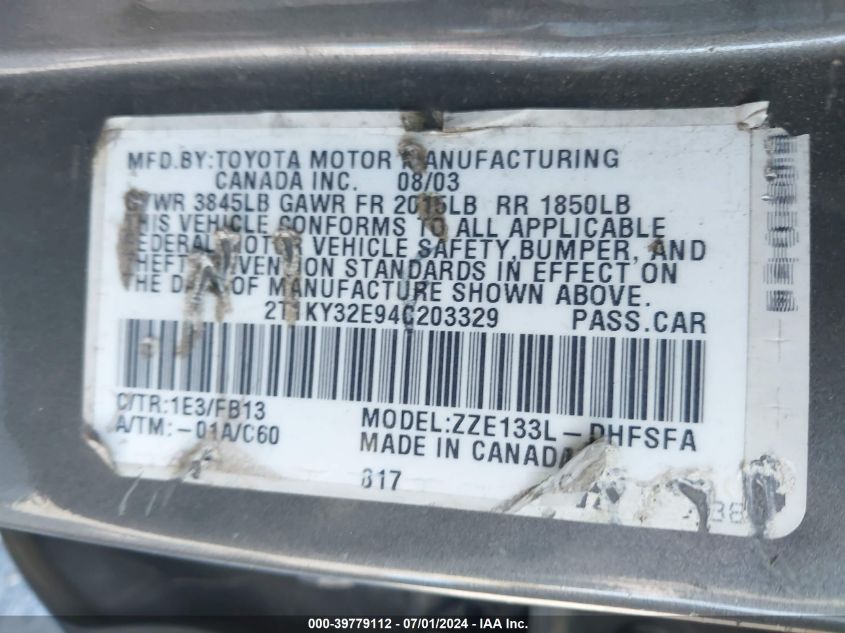 MFD.BY:TOYOTA MOTOR MANUFACTURING
CANADA INC. 08/03
GVWR 3845LB GAWR FR 2015LB RR 1850LB
THIS VEHICLE CONFORMS TO ALL APPLICABLE
FEDERAL MOTOR VEHICLE SAFETY,BUMPER, AND
THEFT PREVENTION STANDARDS IN EFFECT ON
THE DATE OF MANUFACTURE SHOWN ABOVE.
2T1KY32E94C203329 PASS.CAR
C/TR:1E3/FB13
A/TM:-01A/C60
MODEL:ZZE133L-DHFSFA
MADE IN CANADA
817
38
000-39779112 - 07/01/2024 - IAA Inc.